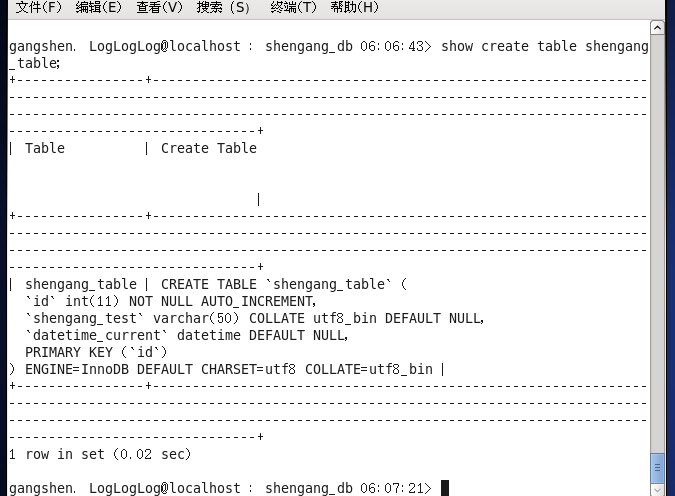 文件(F) 编辑(E) 查看(V) 搜索 (S) 终端(T) 帮助(H)
gangshen. LogLogLog@localhost : shengang_db 06:06:43> show create table shengang
_table;
+----------------+--------------------------------------------------------------
--------------------------------------------------------------------------------
--------------------------------------------------------------------------------
-------------------------------+
| Table          | Create Table
|
+----------------+--------------------------------------------------------------
--------------------------------------------------------------------------------
--------------------------------------------------------------------------------
-------------------------------+
| shengang_table | CREATE TABLE `shengang_table` (
  `id` int(11) NOT NULL AUTO_INCREMENT,
  `shengang_test` varchar(50) COLLATE utf8_bin DEFAULT NULL,
  `datetime_current` datetime DEFAULT NULL,
  PRIMARY KEY (`id`)
) ENGINE=InnoDB DEFAULT CHARSET=utf8 COLLATE=utf8_bin |
+----------------+--------------------------------------------------------------
--------------------------------------------------------------------------------
--------------------------------------------------------------------------------
-------------------------------+
1 row in set (0.02 sec)
gangshen. LogLogLog@localhost : shengang_db 06:07:21>